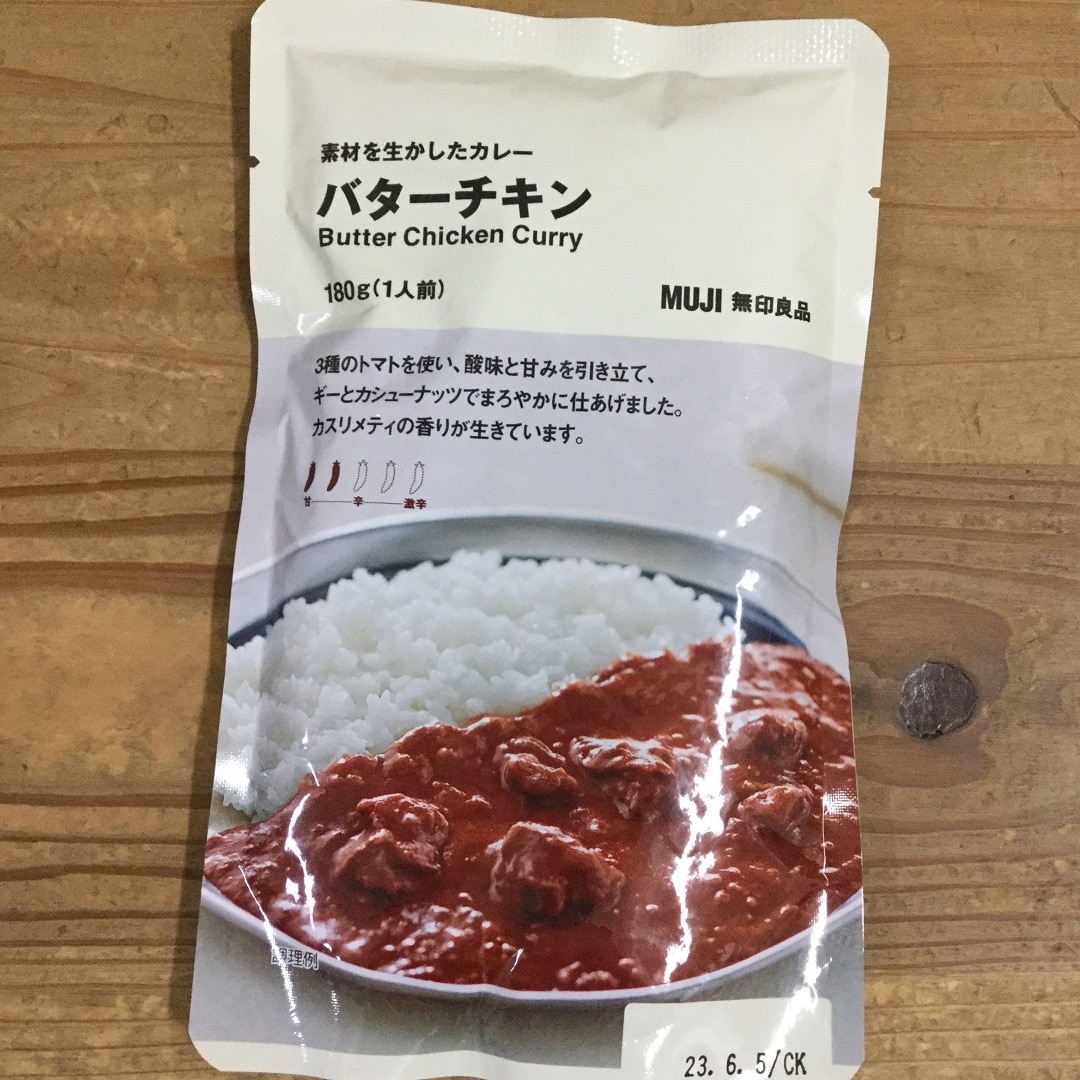 素材を生かしたカレー
バターチキン
Butter Chicken Curry
180g(1人前)
MUJI 無印良品
3種のトマトを使い、酸味と甘みを引き立て、
ギーとカシューナッツでまろやかに仕あげました。
カスリメティの香りが生きています。
甘 辛 激辛
調理例
23. 6. 5/CK